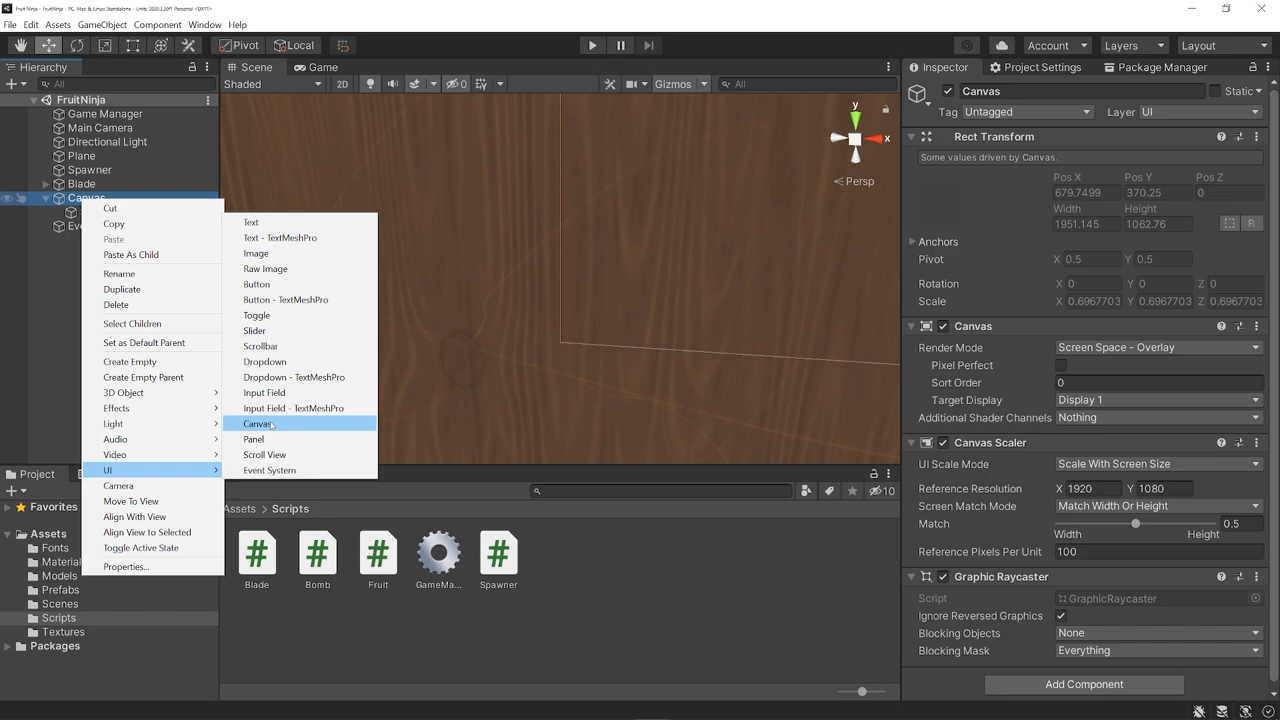 Fruit Ninja - FruitNinja - PC, Mac & Linux Standalone - Unity 2020.3.20f1 Personal <DX11>
File Edit Assets GameObject Component Window Help
Pivot Local Account Layers Layout
Hierarchy
All
FruitNinja
Game Manager
Main Camera
Directional Light
Plane
Spawner
Blade
Canvas
Cut
Copy
Paste
Paste As Child
Rename
Duplicate
Delete
Select Children
Set as Default Parent
Create Empty
Create Empty Parent
3D Object
Effects
Light
Audio
Video
UI
Camera
Move To View
Align With View
Align View to Selected
Toggle Active State
Properties...
Text
Text - TextMeshPro
Image
Raw Image
Button
Button - TextMeshPro
Toggle
Slider
Scrollbar
Dropdown
Dropdown - TextMeshPro
Input Field
Input Field - TextMeshPro
Canvas
Panel
Scroll View
Event System
Scene Game
Shaded 2D 0 Gizmos All
y
x
Persp
Project
10
Favorites
Assets
Fonts
Material
Models
Prefabs
Scenes
Scripts
Textures
Packages
Assets > Scripts
Blade Bomb Fruit GameMa... Spawner
Inspector Project Settings Package Manager
Canvas Static
Tag Untagged Layer UI
Rect Transform
Some values driven by Canvas.
Pos X Pos Y Pos Z
679.7499 370.25 0
Width Height
1951.145 1062.76 R
Anchors
Pivot X 0.5 Y 0.5
Rotation X 0 Y 0 Z 0
Scale X 0.6967703 Y 0.6967703 Z 0.6967703
Canvas
Render Mode Screen Space - Overlay
Pixel Perfect
Sort Order 0
Target Display Display 1
Additional Shader Channels Nothing
Canvas Scaler
UI Scale Mode Scale With Screen Size
Reference Resolution X 1920 Y 1080
Screen Match Mode Match Width Or Height
Match 0.5
Width Height
Reference Pixels Per Unit 100
Graphic Raycaster
Script GraphicRaycaster
Ignore Reversed Graphics
Blocking Objects None
Blocking Mask Everything
Add Component